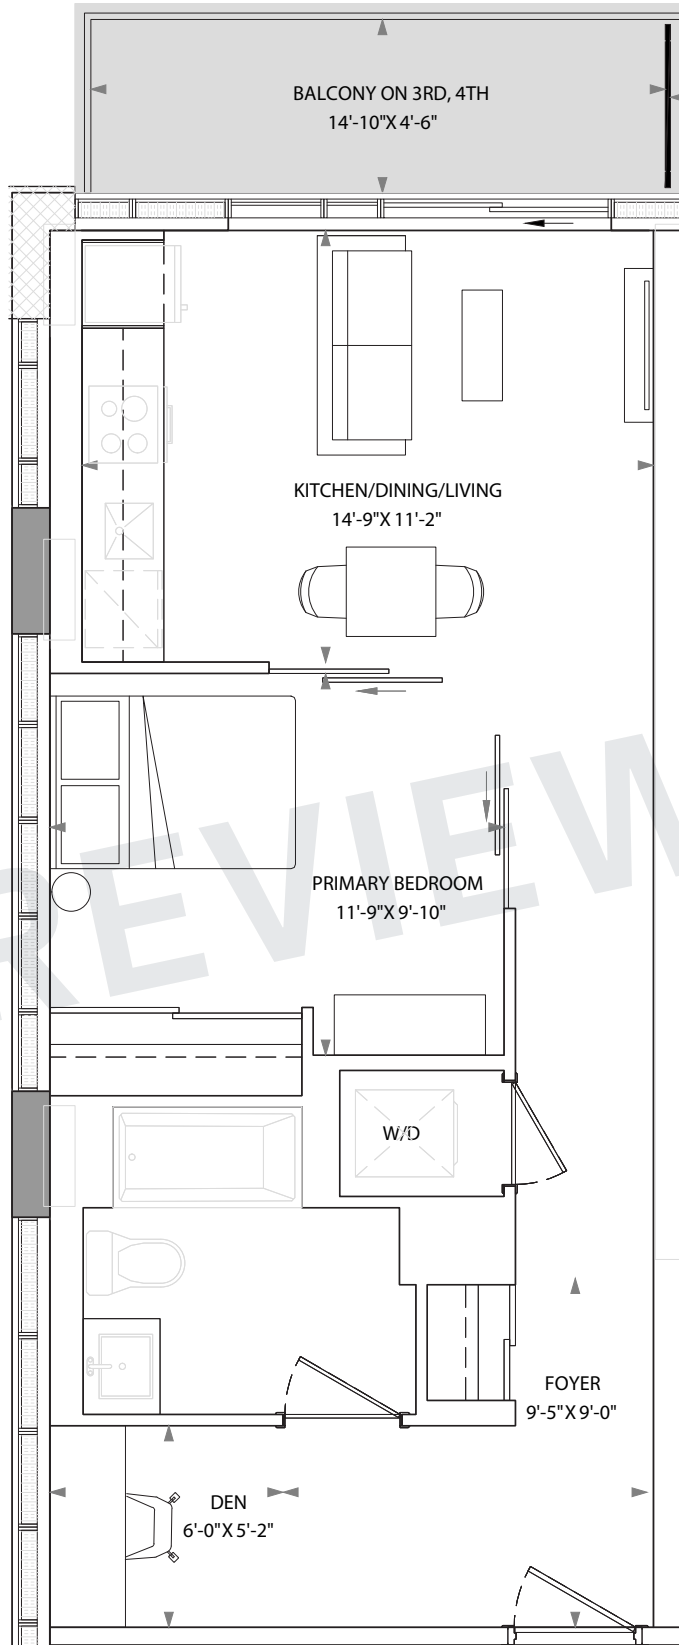 BALCONY ON 3RD, 4TH
14'-10"X 4'-6"
KITCHEN/DINING/LIVING
14'-9"X 11'-2"
PREVIEW
PRIMARY BEDROOM
11'-9"X 9'-10"
W/D
FOYER
9'-5"X 9'-0"
DEN
6'-0"X 5'-2"